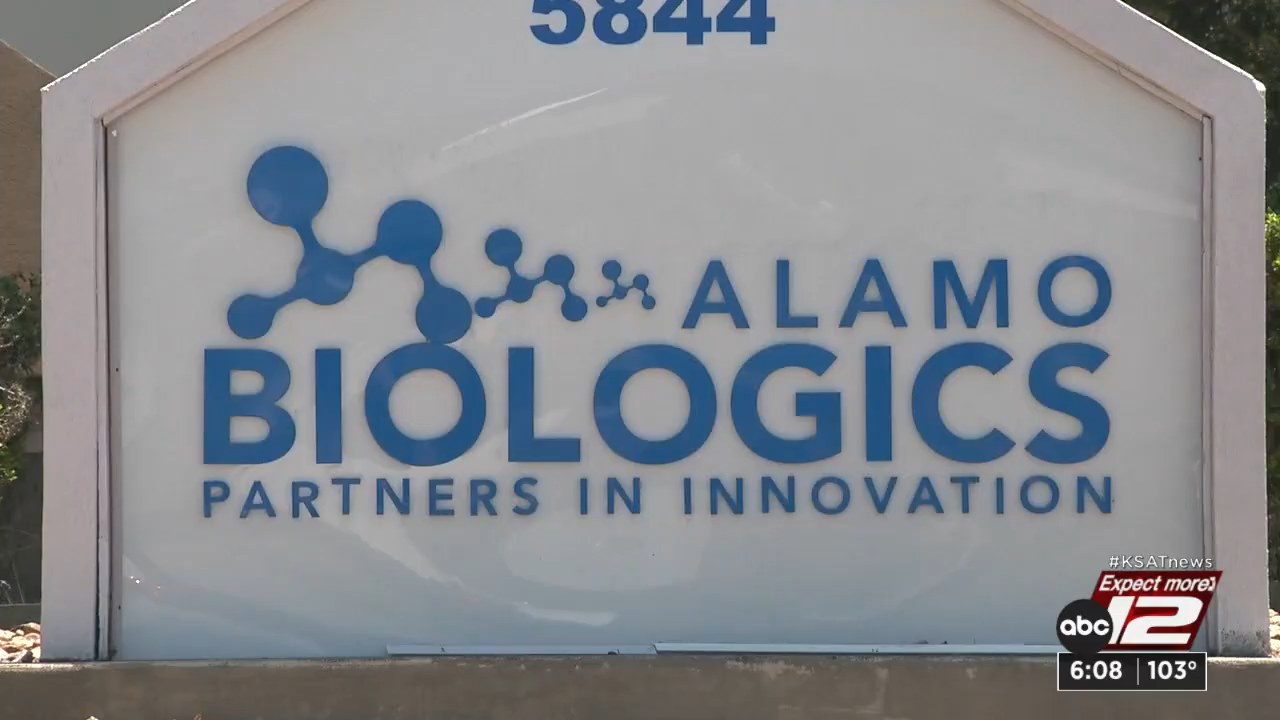 5844
ALAMO
BIOLOGICS
PARTNERS IN INNOVATION
#KSATnews
Expect more!
abc 12
6:08 103°